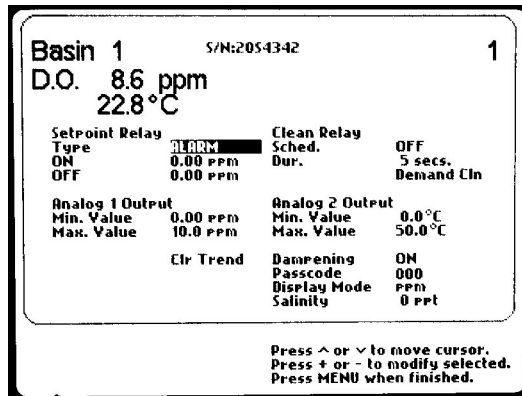 Basin 1 S/N:2054342 1
D.O. 8.6 ppm
22.8°C
Setpoint Relay Clean Relay
Type ALARM Sched. OFF
ON 0.00 ppm Dur. 5 secs.
OFF 0.00 ppm Demand Cln
Analog 1 Output Analog 2 Output
Min. Value 0.00 ppm Min. Value 0.0°C
Max. Value 10.0 ppm Max. Value 50.0°C
Clr Trend Dampening ON
Passcode 000
Display Mode ppm
Salinity 0 ppt
Press ^ or v to move cursor.
Press + or - to modify selected.
Press MENU when finished.